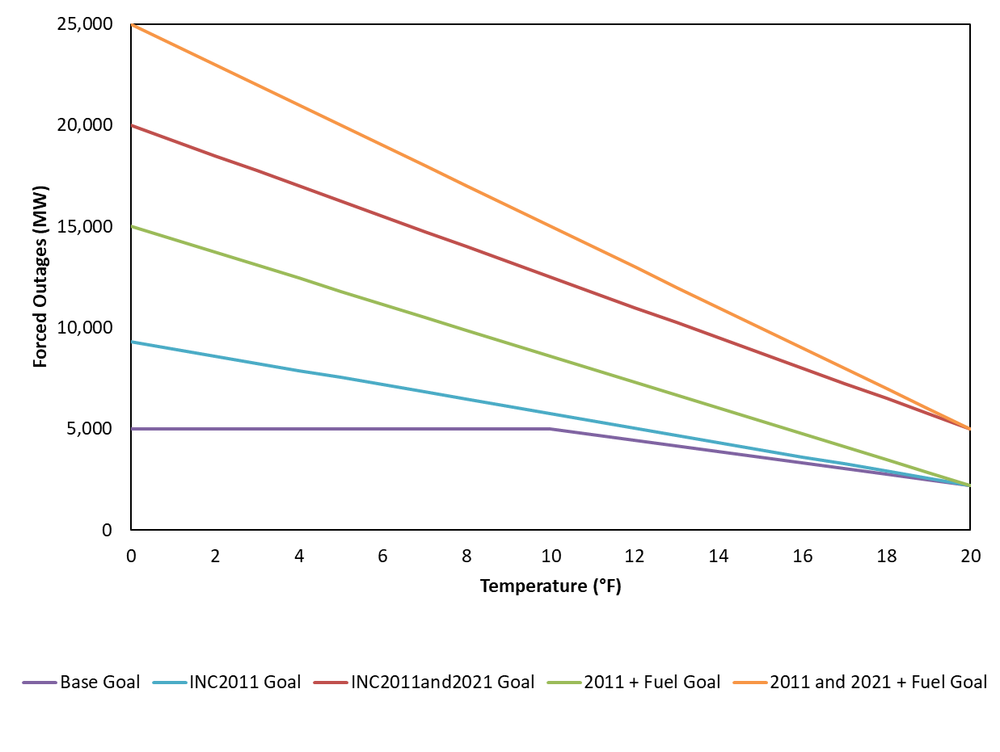 25,000
20,000
15,000
10,000
5,000
0
Forced Outages (MW)
0 2 4 6 8 10 12 14 16 18 20
Temperature (°F)
Base Goal INC2011 Goal INC2011and2021 Goal 2011 + Fuel Goal 2011 and 2021 + Fuel Goal